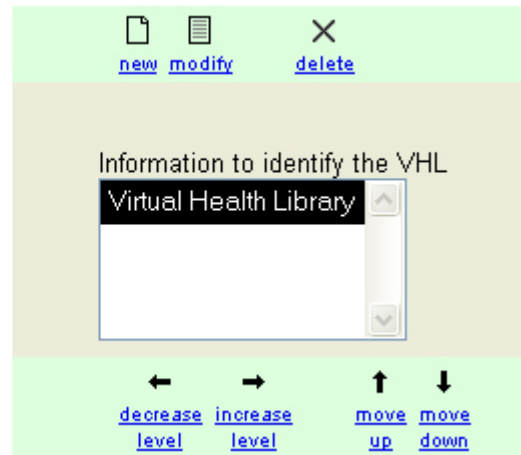 new modify delete
Information to identify the VHL
Virtual Health Library
decrease increase move move
level level up down